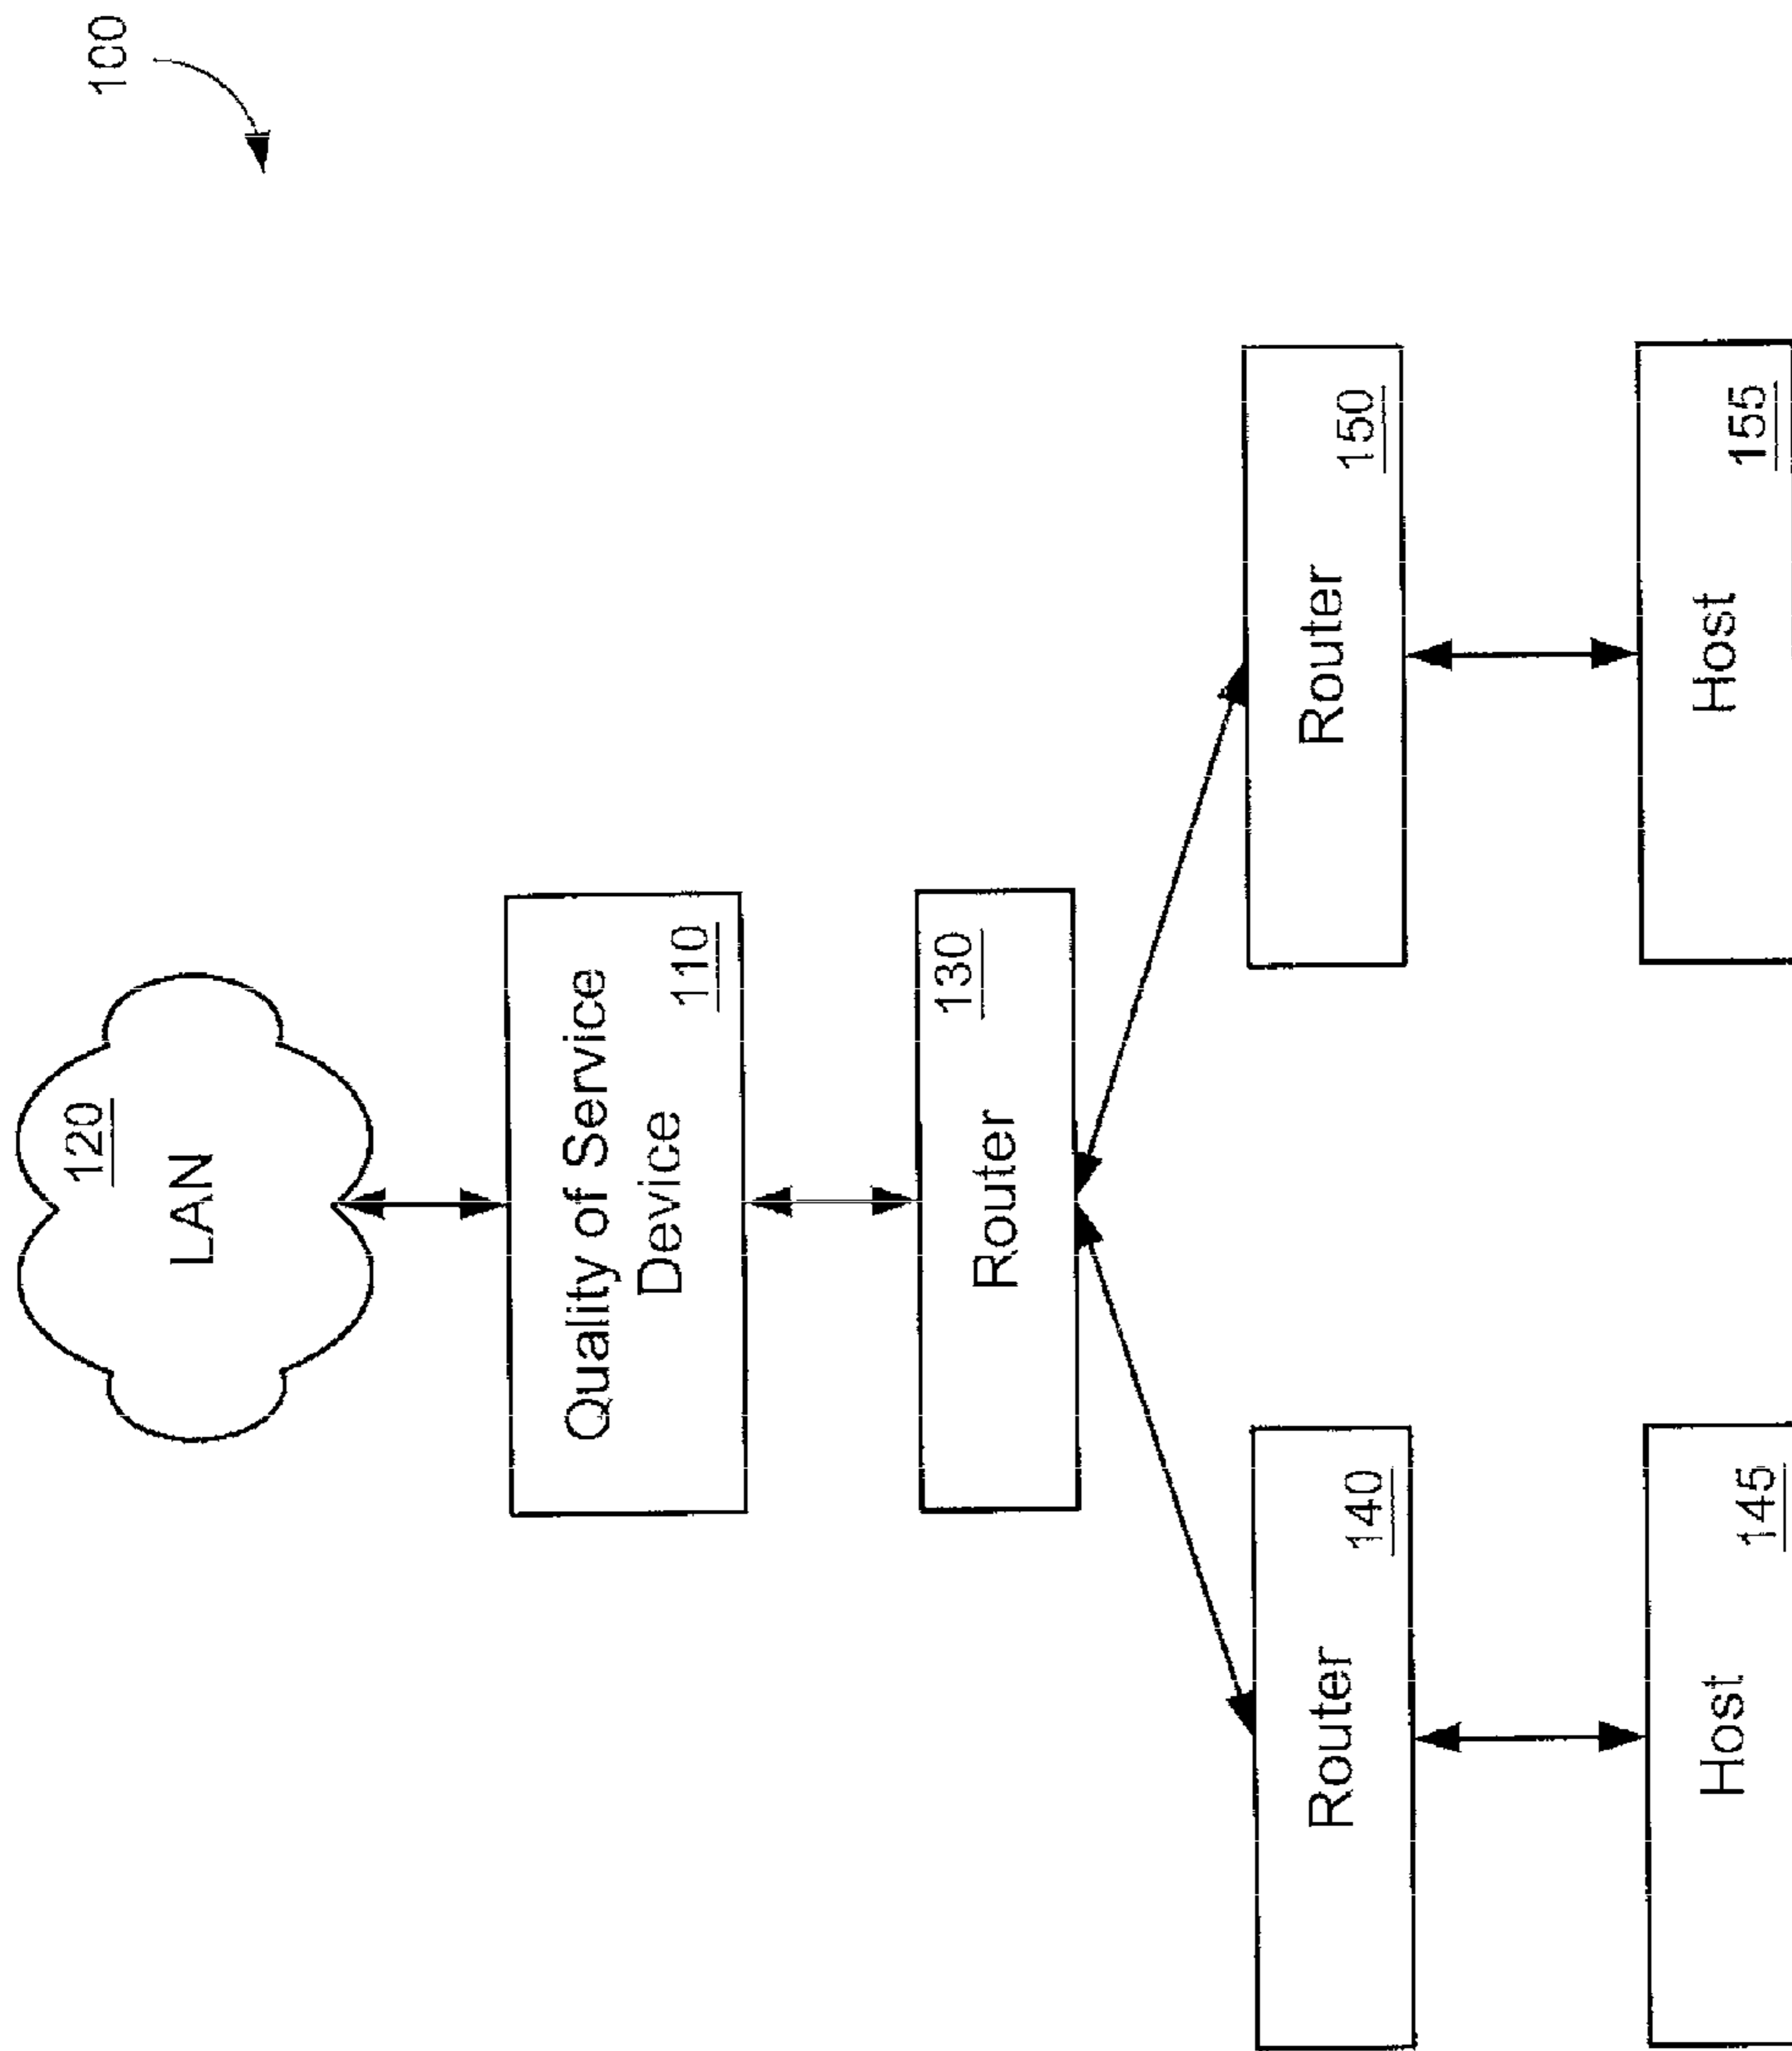 100
120
LAN
Quality of Service
Device
110
130
Router
Router
150
Host
155
Router
140
Host
145